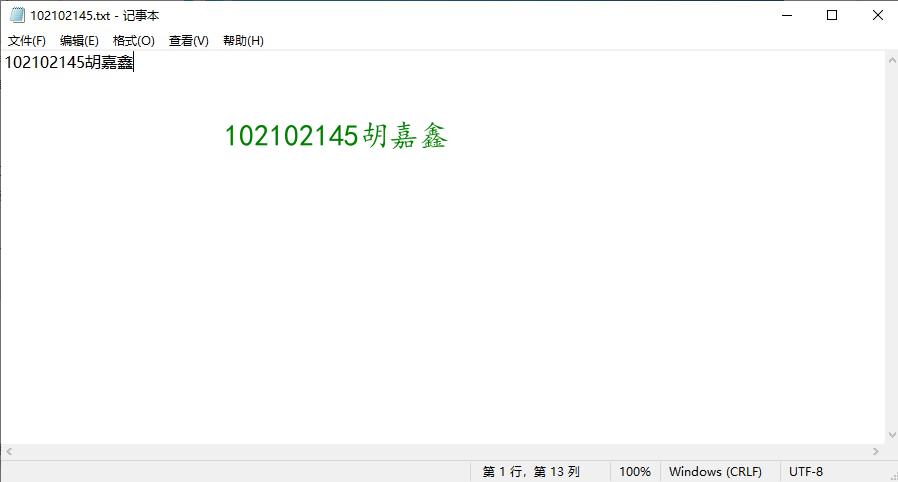 102102145.txt - 记事本
文件(F) 编辑(E) 格式(O) 查看(V) 帮助(H)
102102145胡嘉鑫
102102145胡嘉鑫
第 1 行，第 13 列 100% Windows (CRLF) UTF-8